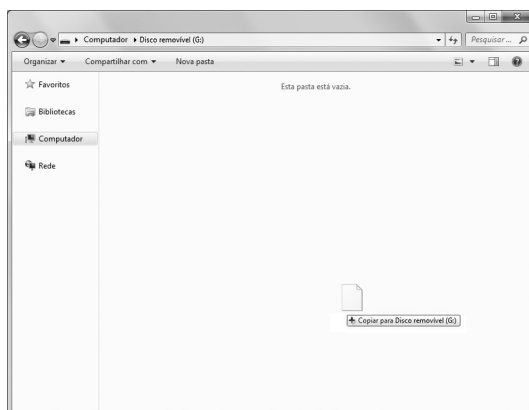 Computador Disco removível (G:)
Pesquisar ...
Organizar Compartilhar com Nova pasta
Favoritos
Esta pasta está vazia.
Bibliotecas
Computador
Rede
Copiar para Disco removível (G:)